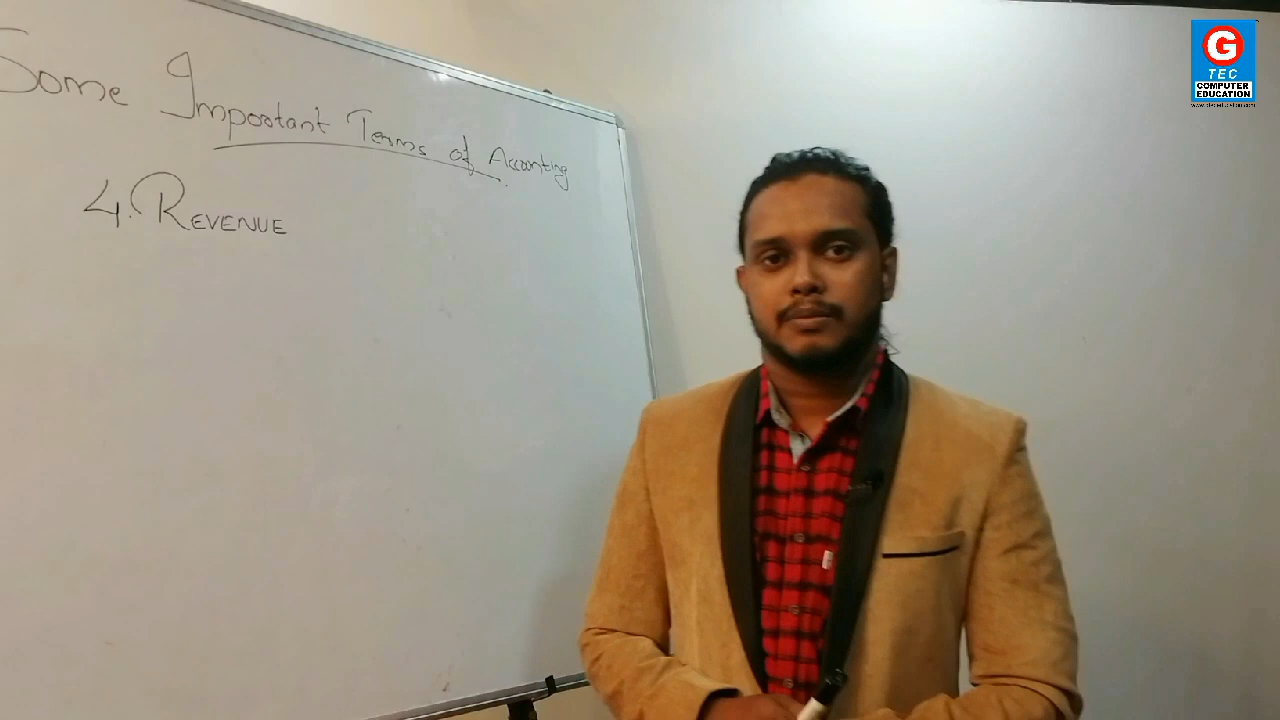 Some Important Terms of Accounting
4. REVENUE
G
TEC
COMPUTER
EDUCATION